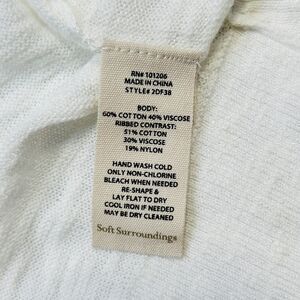 RN# 101206
MADE IN CHINA
STYLE# 2DF38
BODY:
60% COTTON 40% VISCOSE
RIBBED CONTRAST:
51% COTTON
30% VISCOSE
19% NYLON
HAND WASH COLD
ONLY NON-CHLORINE
BLEACH WHEN NEEDED
RE-SHAPE &
LAY FLAT TO DRY
COOL IRON IF NEEDED
MAY BE DRY CLEANED
Soft Surroundings